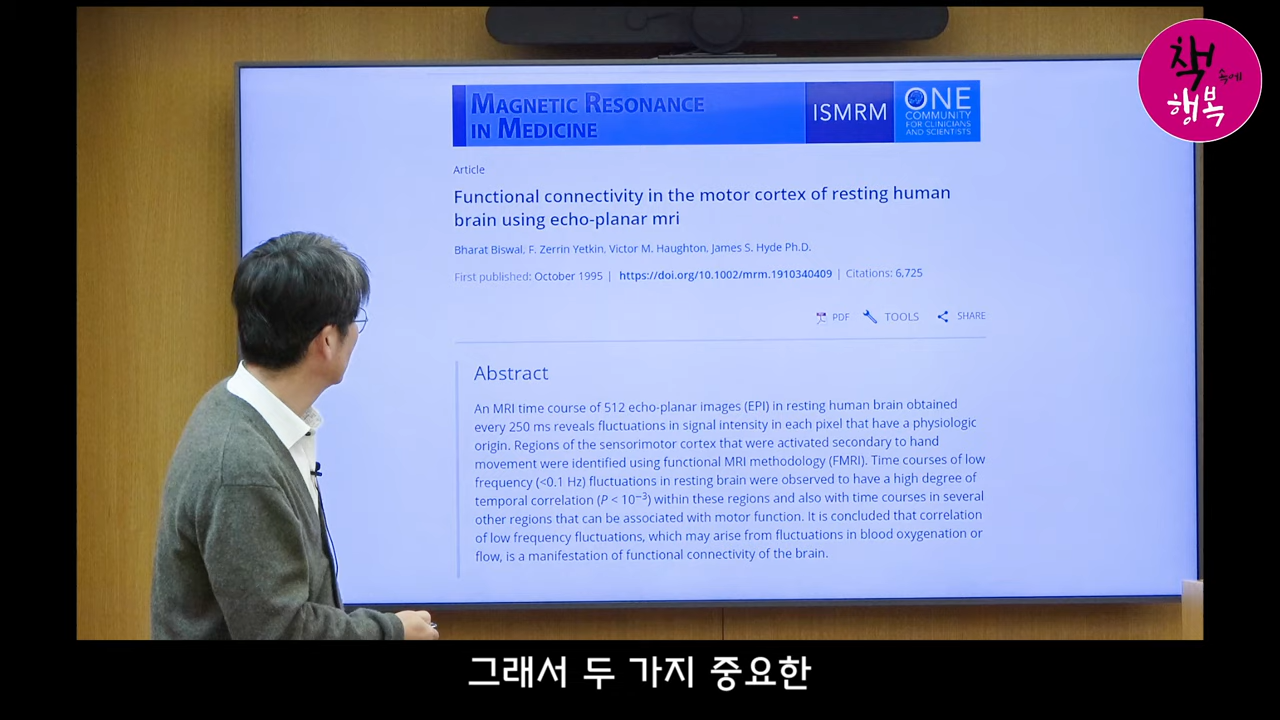 책
속에
행복
MAGNETIC RESONANCE
IN MEDICINE
ISMRM
ONE
COMMUNITY
FOR CLINICIANS
AND SCIENTISTS
Article
Functional connectivity in the motor cortex of resting human
brain using echo-planar mri
Bharat Biswal, F. Zerrin Yetkin, Victor M. Haughton, James S. Hyde Ph.D.
First published: October 1995 | https://doi.org/10.1002/mrm.1910340409 | Citations: 6,725
PDF TOOLS SHARE
Abstract
An MRI time course of 512 echo-planar images (EPI) in resting human brain obtained
every 250 ms reveals fluctuations in signal intensity in each pixel that have a physiologic
origin. Regions of the sensorimotor cortex that were activated secondary to hand
movement were identified using functional MRI methodology (FMRI). Time courses of low
frequency (<0.1 Hz) fluctuations in resting brain were observed to have a high degree of
temporal correlation (P < 10⁻³) within these regions and also with time courses in several
other regions that can be associated with motor function. It is concluded that correlation
of low frequency fluctuations, which may arise from fluctuations in blood oxygenation or
flow, is a manifestation of functional connectivity of the brain.
그래서 두 가지 중요한